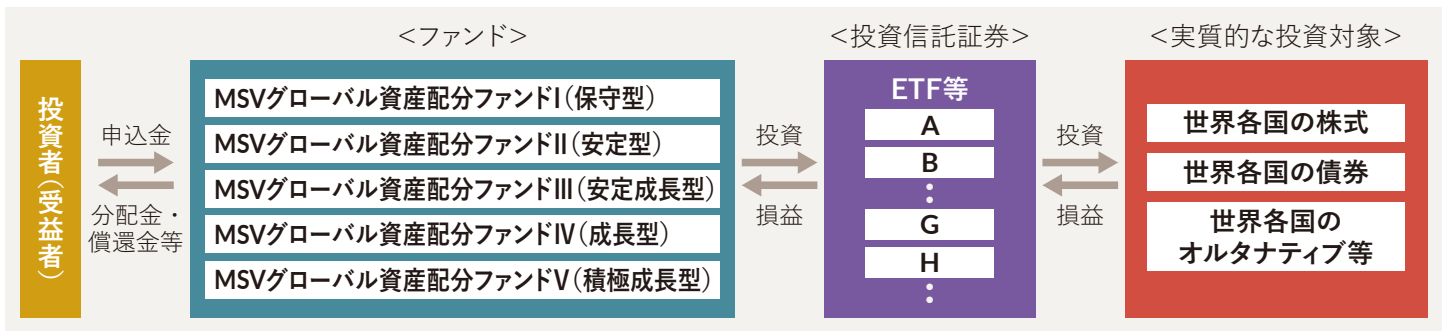 <ファンド>
<投資信託証券>
<実質的な投資対象>
投資者(受益者)
申込金
分配金・
償還金等
MSVグローバル資産配分ファンドⅠ(保守型)
MSVグローバル資産配分ファンドⅡ(安定型)
MSVグローバル資産配分ファンドⅢ(安定成長型)
MSVグローバル資産配分ファンドⅣ(成長型)
MSVグローバル資産配分ファンドⅤ(積極成長型)
投資
損益
ETF等
A
B
⋮
G
H
⋮
投資
損益
世界各国の株式
世界各国の債券
世界各国の
オルタナティブ等